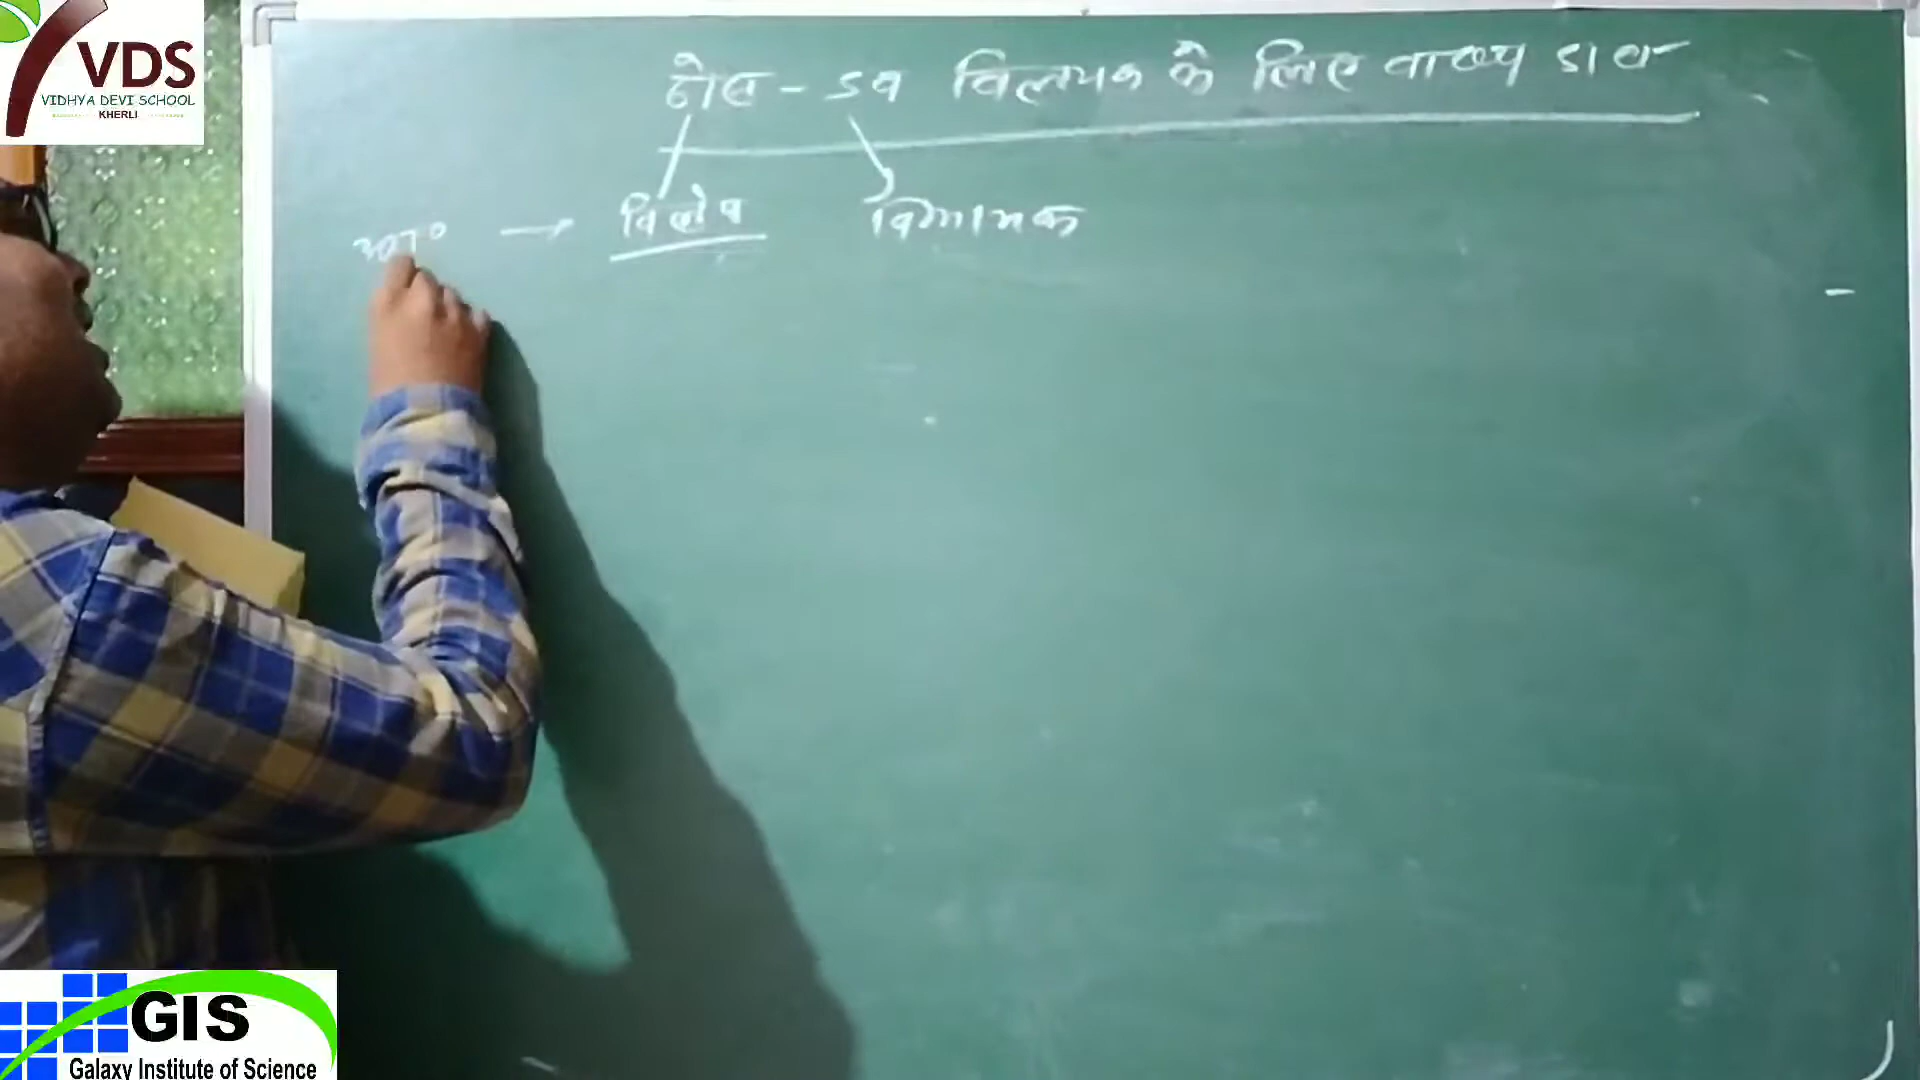 VDS
VIDHYA DEVI SCHOOL
KHERLI
ठोस - द्रव विलयन के लिए वाष्प दाब
विलेय विलायक
GIS
Galaxy Institute of Science